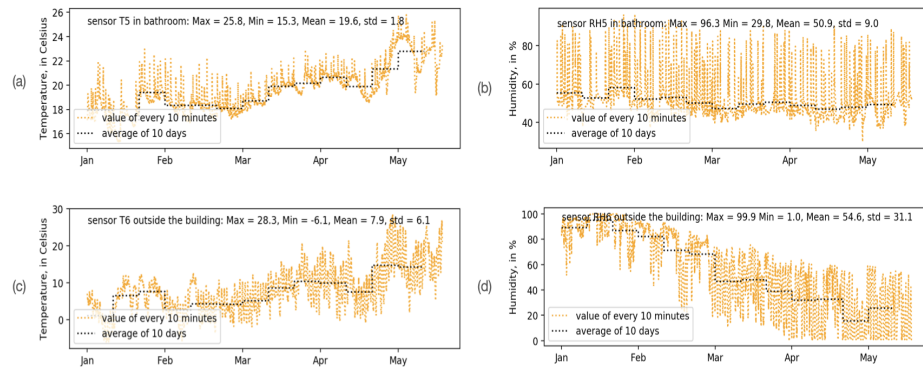 (a)
Temperature, in Celsius
sensor T5 in bathroom: Max = 25.8, Min = 15.3, Mean = 19.6, std = 1.8
26
24
22
20
18
16
value of every 10 minutes
average of 10 days
Jan Feb Mar Apr May
(b)
Humidity, in %
sensor RH5 in bathroom: Max = 96.3 Min = 29.8, Mean = 50.9, std = 9.0
80
60
40
value of every 10 minutes
average of 10 days
Jan Feb Mar Apr May
(c)
Temperature, in Celsius
sensor T6 outside the building: Max = 28.3, Min = -6.1, Mean = 7.9, std = 6.1
30
20
10
0
value of every 10 minutes
average of 10 days
Jan Feb Mar Apr May
(d)
Humidity, in %
sensor RH6 outside the building: Max = 99.9 Min = 1.0, Mean = 54.6, std = 31.1
100
80
60
40
20
0
value of every 10 minutes
average of 10 days
Jan Feb Mar Apr May